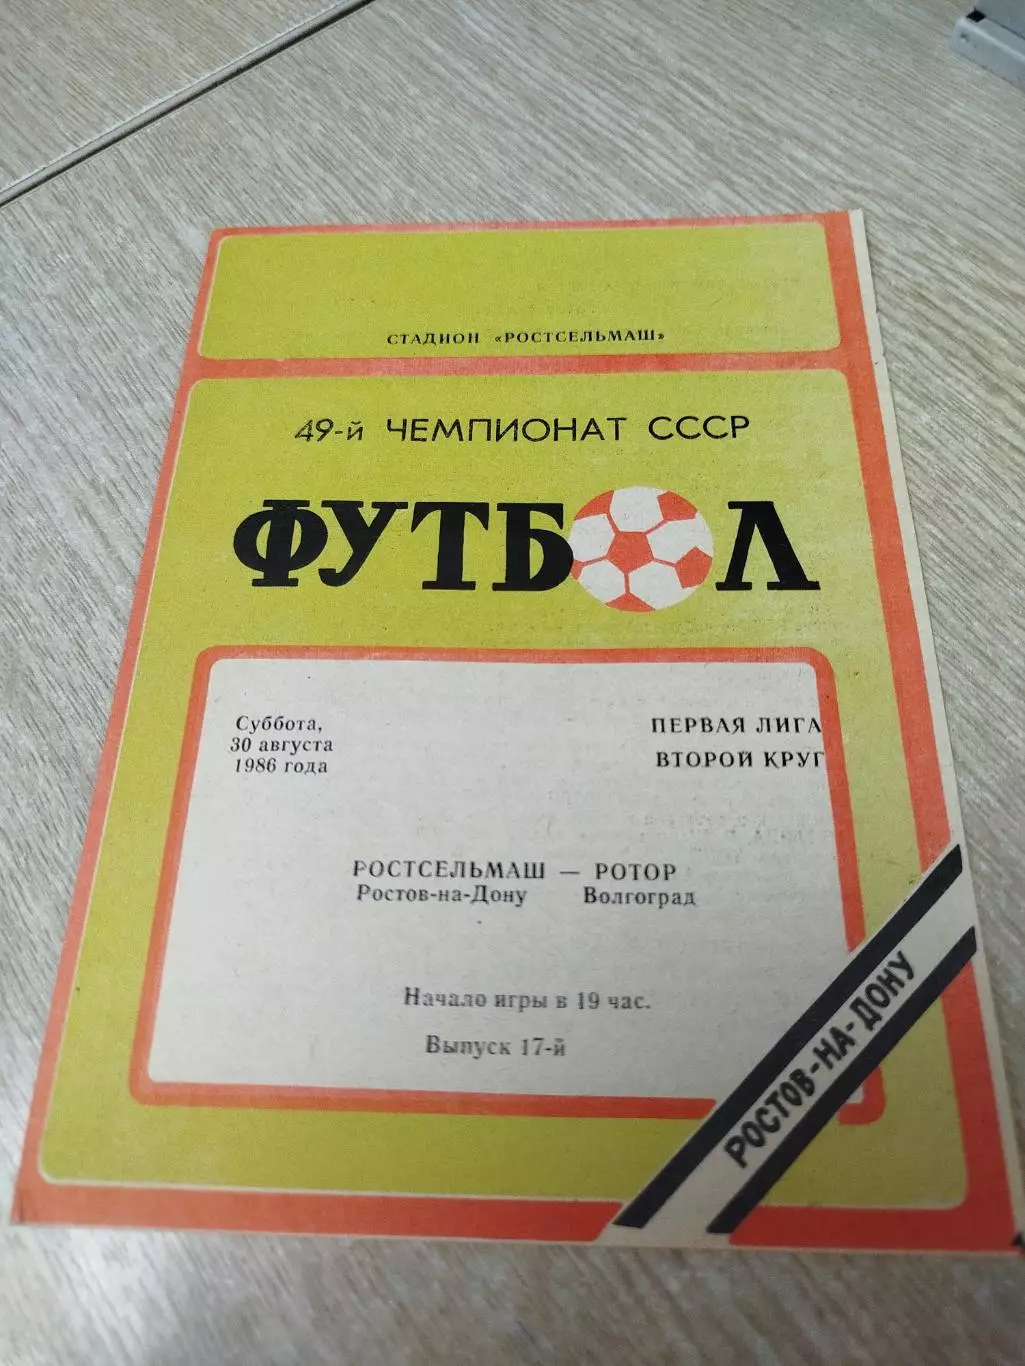 СТАДИОН «РОСТСЕЛЬМАШ»
49-й ЧЕМПИОНАТ СССР
ФУТБОЛ
Суббота,
30 августа
1986 года
ПЕРВАЯ ЛИГА
ВТОРОЙ КРУГ
РОСТСЕЛЬМАШ — РОТОР
Ростов-на-Дону Волгоград
Начало игры в 19 час.
Выпуск 17-й
РОСТОВ-НА-ДОНУ